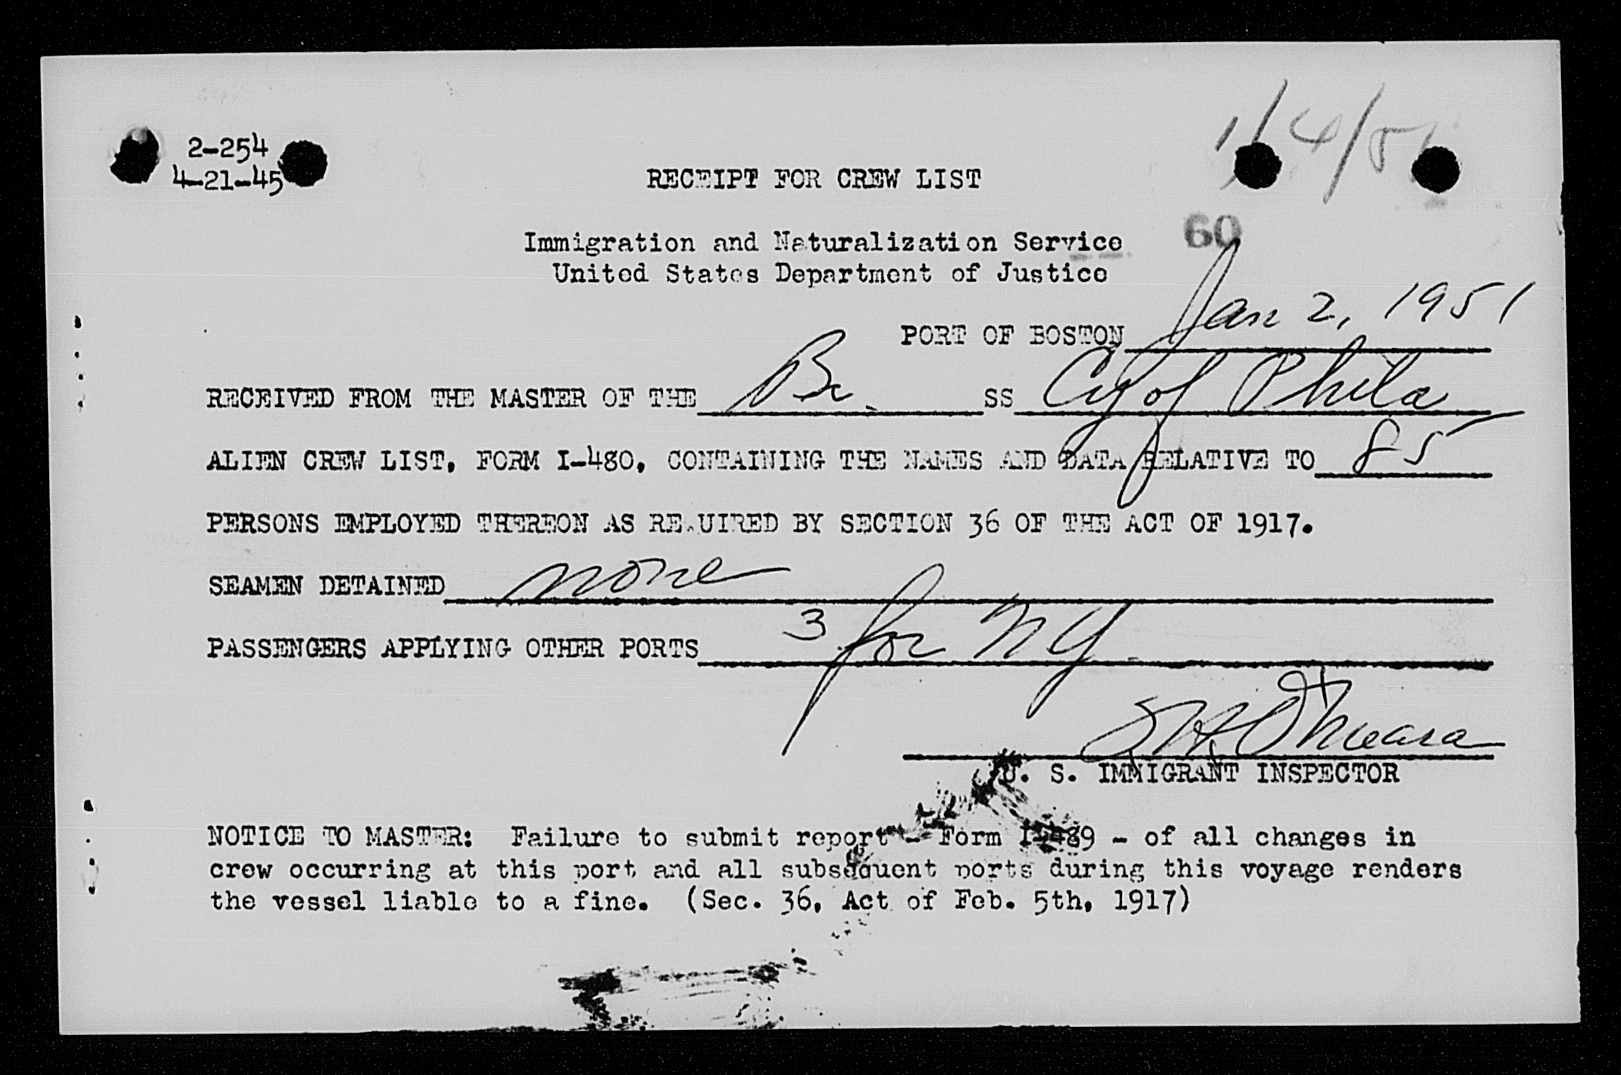 2-254
4-21-45
1/4/51
RECEIPT FOR CREW LIST
Immigration and Naturalization Service
60
United States Department of Justice
PORT OF BOSTON Jan 2, 1951
RECEIVED FROM THE MASTER OF THE Br. SS Cy of Phila
ALIEN CREW LIST, FORM I-480, CONTAINING THE NAMES AND DATA RELATIVE TO 85
PERSONS EMPLOYED THEREON AS REQUIRED BY SECTION 36 OF THE ACT OF 1917.
SEAMEN DETAINED none
PASSENGERS APPLYING OTHER PORTS 3 for NY.
O'Meara
U. S. IMMIGRANT INSPECTOR
NOTICE TO MASTER: Failure to submit report - Form I-489 - of all changes in
crew occurring at this port and all subsequent ports during this voyage renders
the vessel liable to a fine. (Sec. 36, Act of Feb. 5th, 1917)